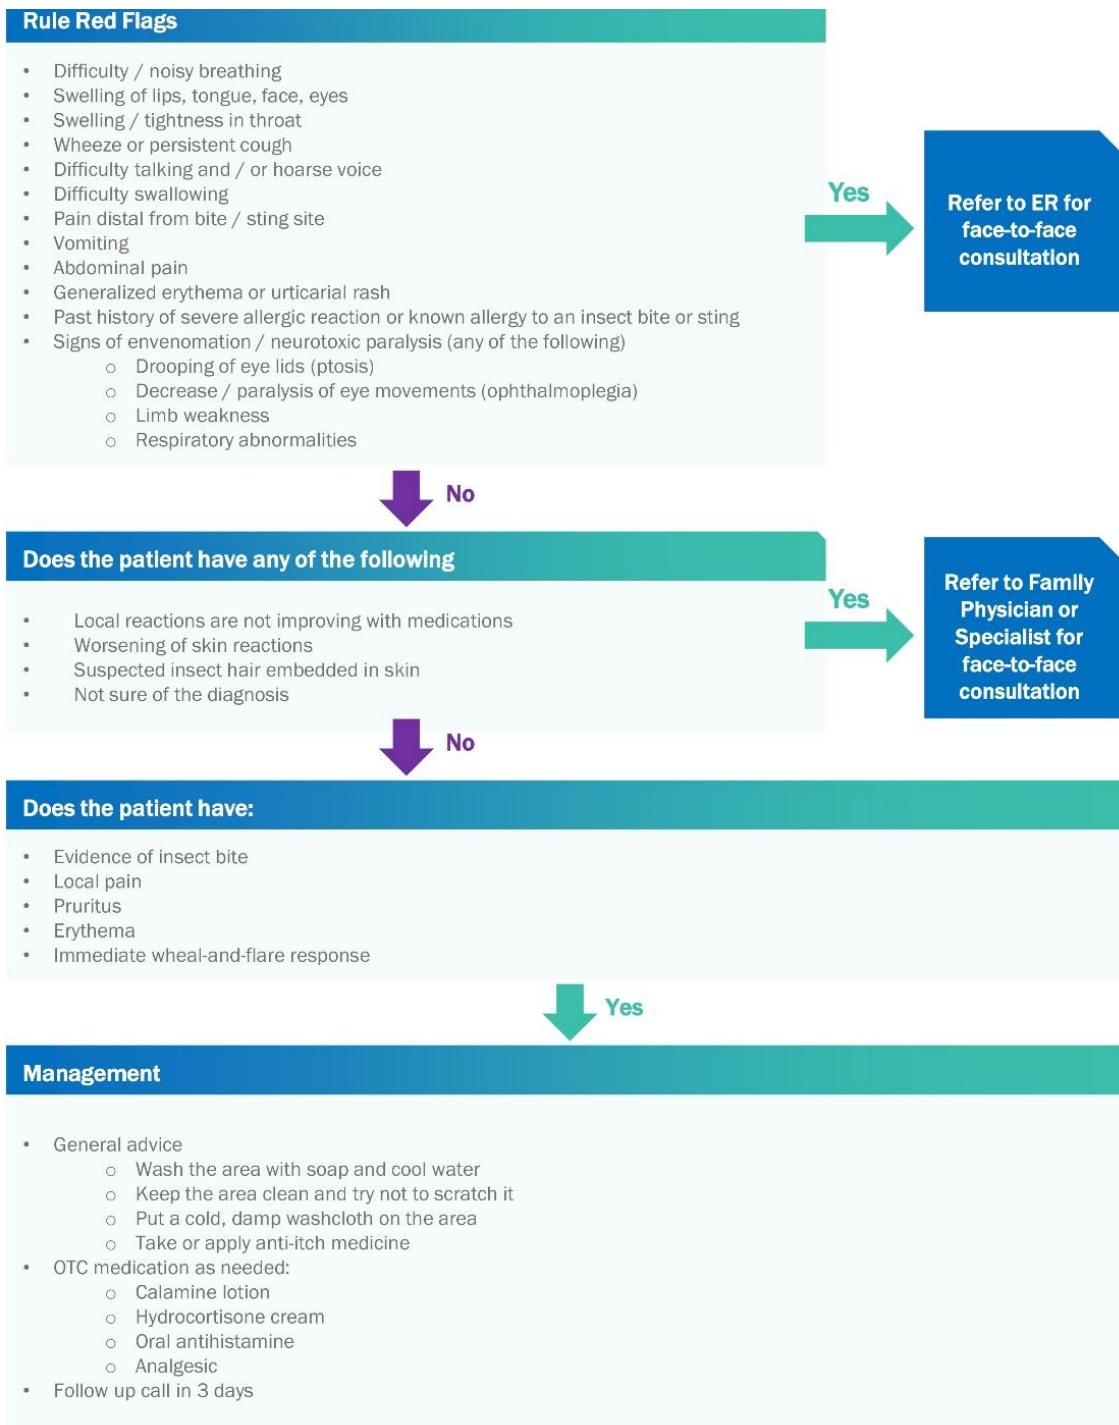 Rule Red Flags
• Difficulty / noisy breathing
• Swelling of lips, tongue, face, eyes
• Swelling / tightness in throat
• Wheeze or persistent cough
• Difficulty talking and / or hoarse voice
• Difficulty swallowing
• Pain distal from bite / sting site
• Vomiting
• Abdominal pain
• Generalized erythema or urticarial rash
• Past history of severe allergic reaction or known allergy to an insect bite or sting
• Signs of envenomation / neurotoxic paralysis (any of the following)
o Drooping of eye lids (ptosis)
o Decrease / paralysis of eye movements (ophthalmoplegia)
o Limb weakness
o Respiratory abnormalities
Yes
Refer to ER for
face-to-face
consultation
No
Does the patient have any of the following
• Local reactions are not improving with medications
• Worsening of skin reactions
• Suspected insect hair embedded in skin
• Not sure of the diagnosis
Yes
Refer to Family
Physician or
Specialist for
face-to-face
consultation
No
Does the patient have:
• Evidence of insect bite
• Local pain
• Pruritus
• Erythema
• Immediate wheal-and-flare response
Yes
Management
• General advice
o Wash the area with soap and cool water
o Keep the area clean and try not to scratch it
o Put a cold, damp washcloth on the area
o Take or apply anti-itch medicine
• OTC medication as needed:
o Calamine lotion
o Hydrocortisone cream
o Oral antihistamine
o Analgesic
• Follow up call in 3 days